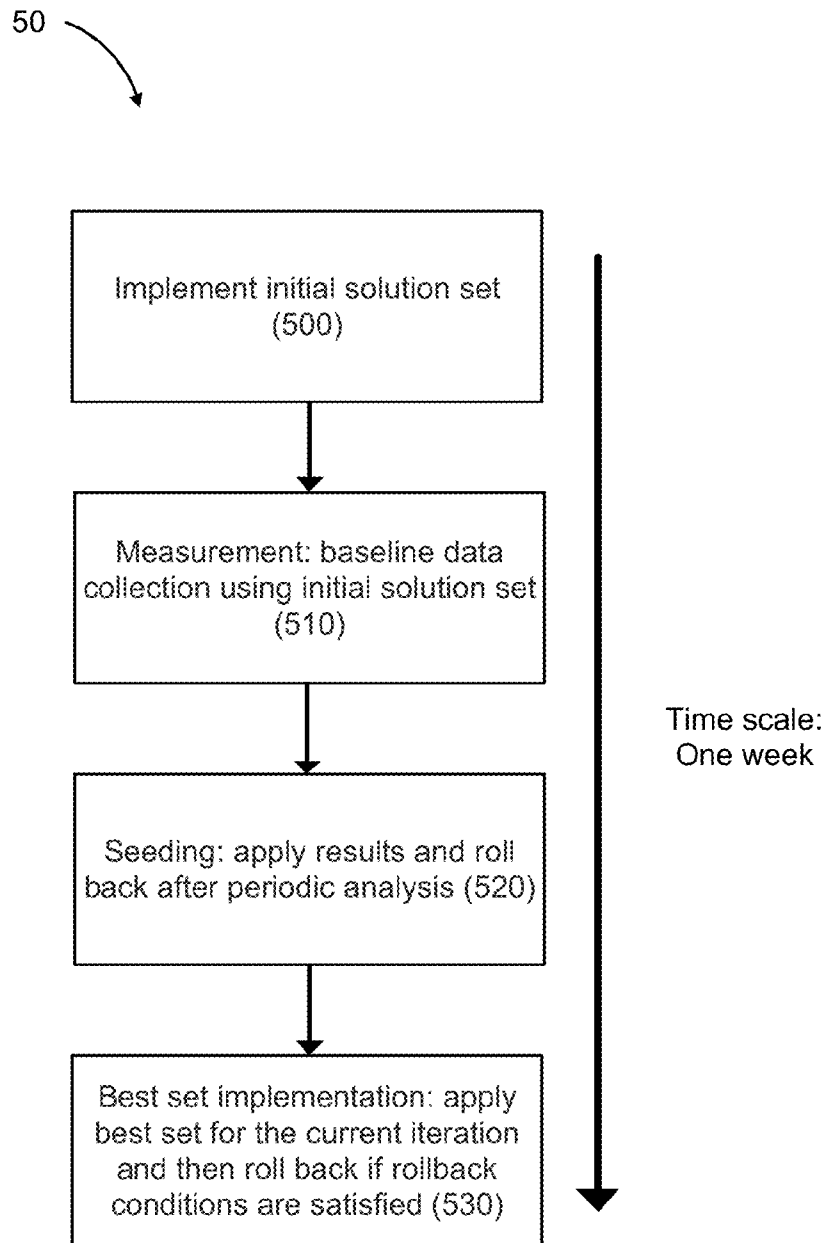 50
Implement initial solution set
(500)
Measurement: baseline data
collection using initial solution set
(510)
Time scale:
One week
Seeding: apply results and roll
back after periodic analysis (520)
Best set implementation: apply
best set for the current iteration
and then roll back if rollback
conditions are satisfied (530)